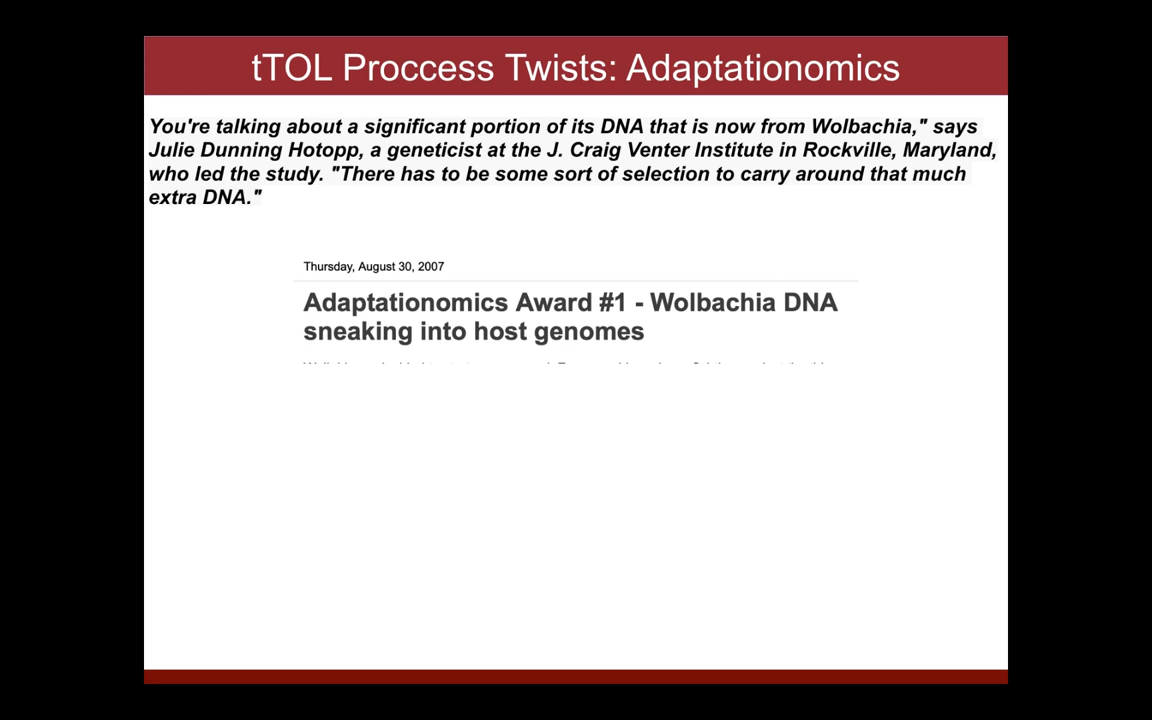 tTOL Proccess Twists: Adaptationomics
You're talking about a significant portion of its DNA that is now from Wolbachia," says
Julie Dunning Hotopp, a geneticist at the J. Craig Venter Institute in Rockville, Maryland,
who led the study. "There has to be some sort of selection to carry around that much
extra DNA."
Thursday, August 30, 2007
Adaptationomics Award #1 - Wolbachia DNA
sneaking into host genomes